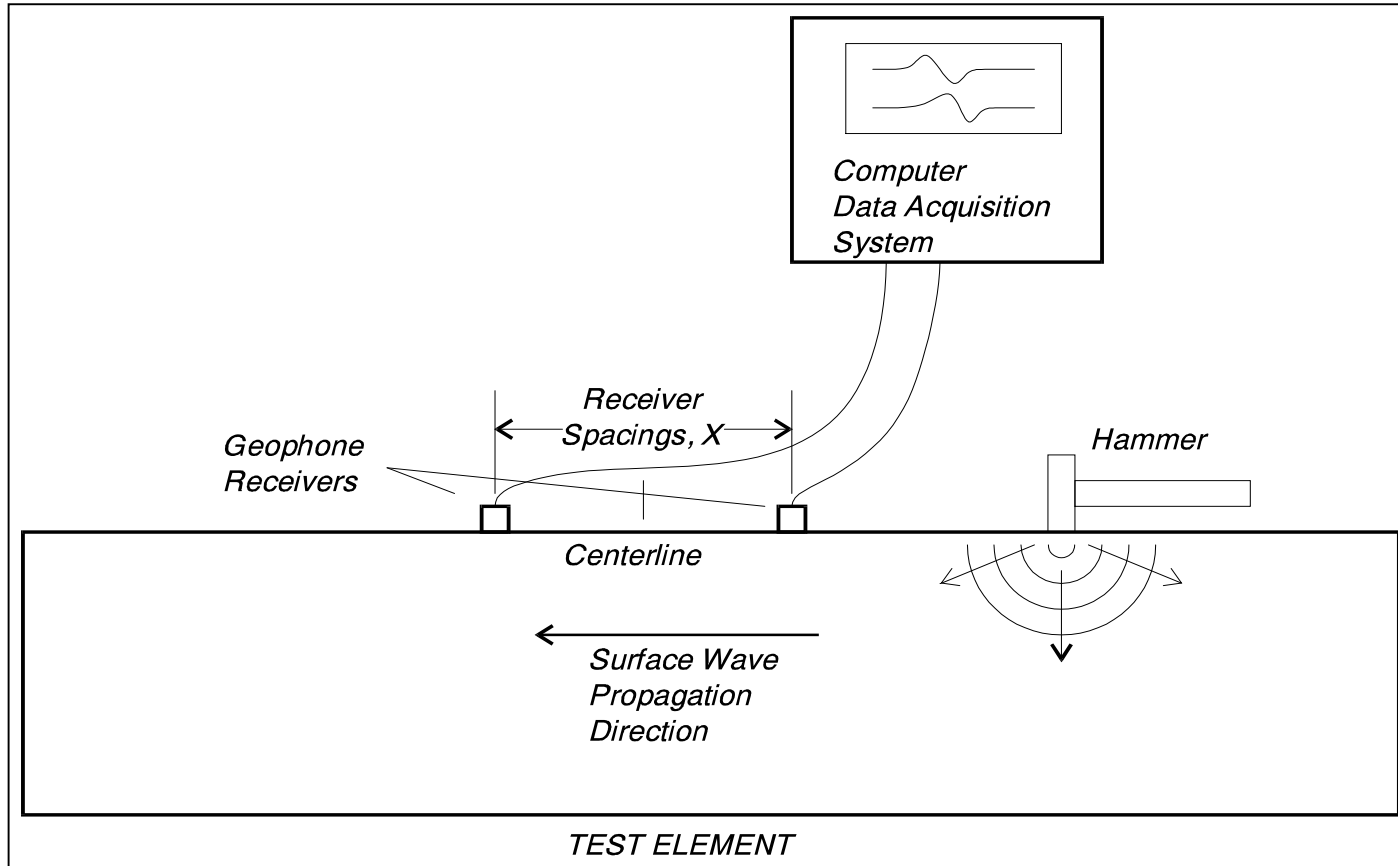 Computer
Data Acquisition
System
Receiver
Spacings, X
Geophone
Receivers
Hammer
Centerline
Surface Wave
Propagation
Direction
TEST ELEMENT